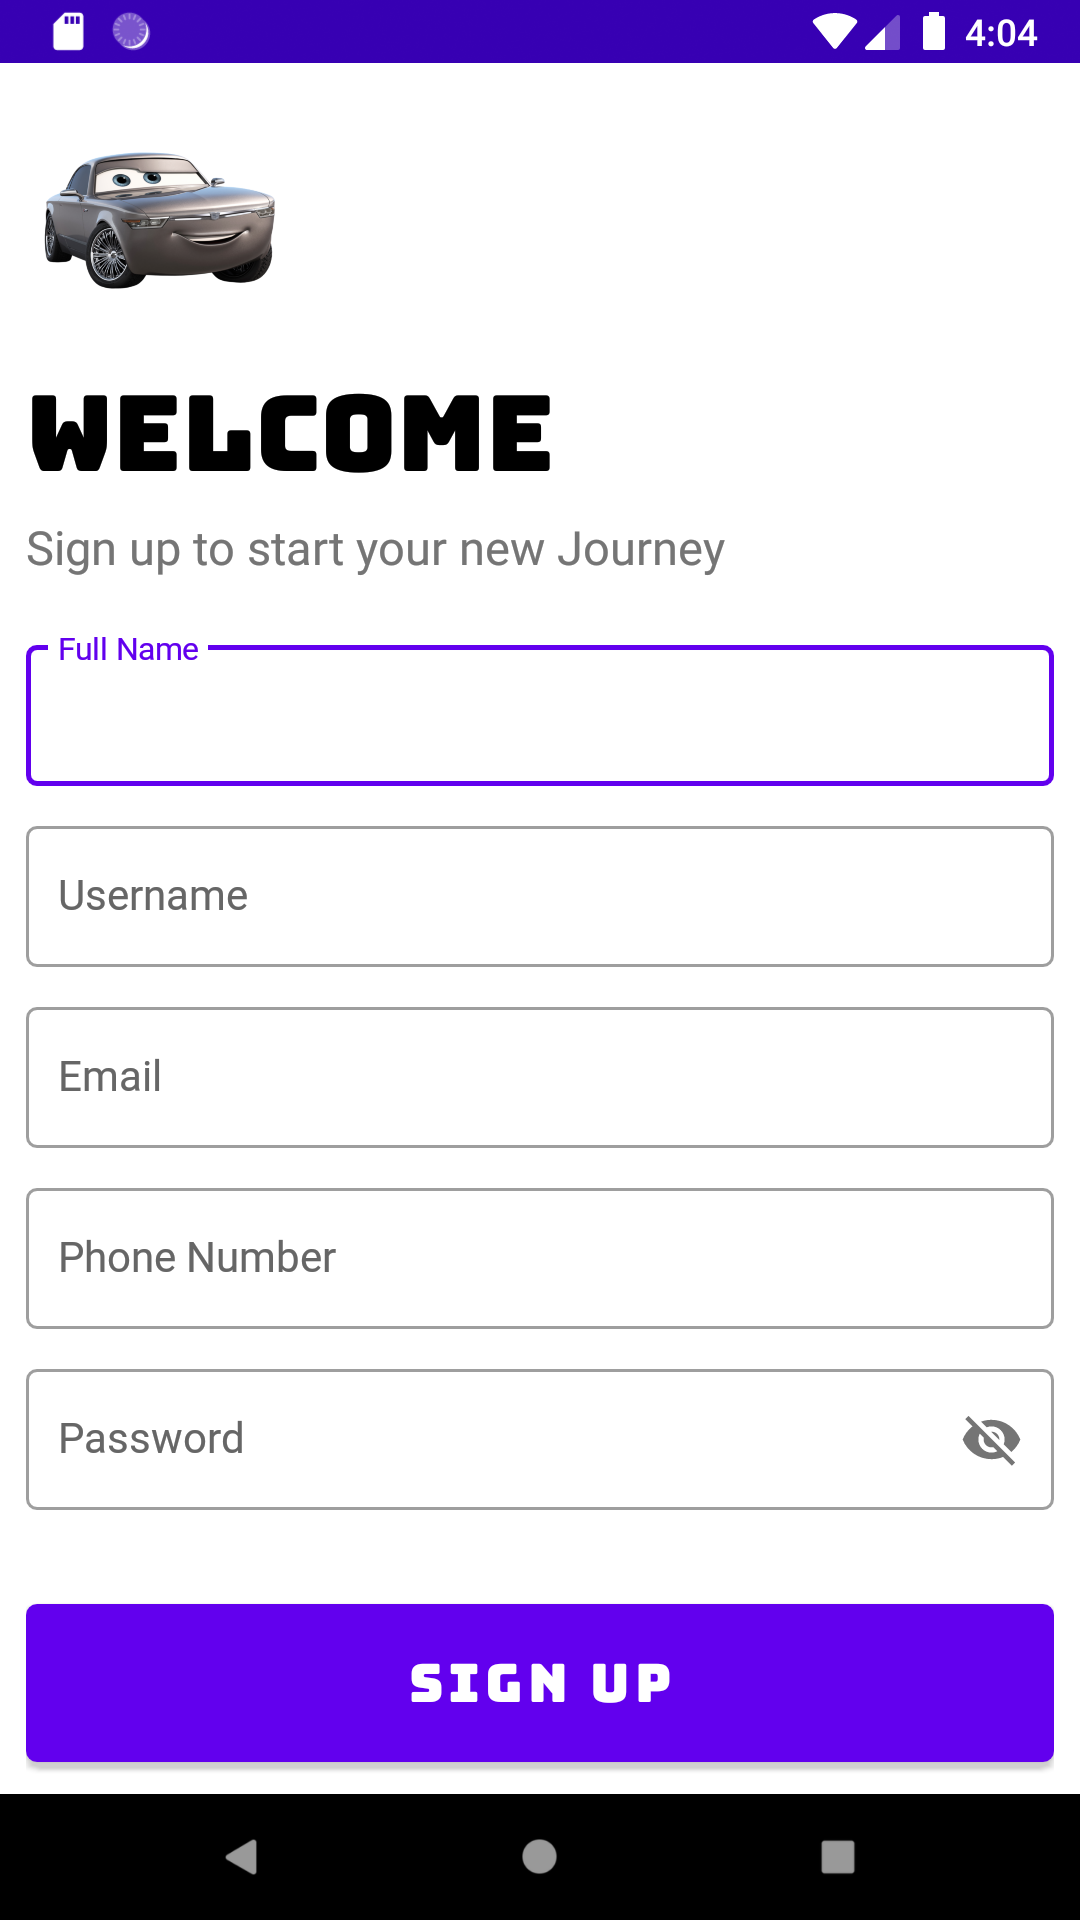 4:04
WELCOME
Sign up to start your new Journey
Full Name
Username
Email
Phone Number
Password
SIGN UP